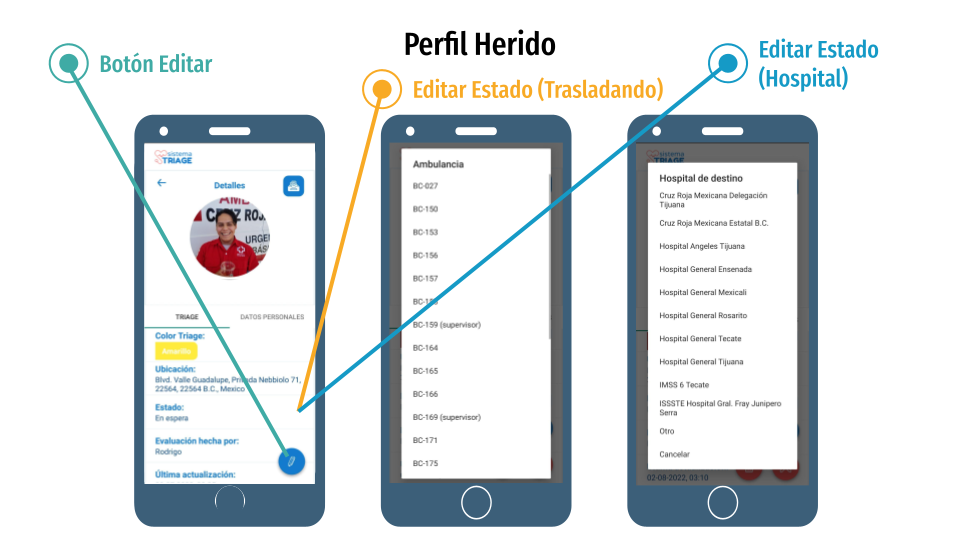 Perfil Herido
Botón Editar
Editar Estado (Trasladando)
Editar Estado
(Hospital)
sistema
TRIAGE
Detalles
CRUZ ROJ
URGE
BÁS
TRIAGE
DATOS PERSONALES
Color Triage:
Amarillo
Ubicación:
Blvd. Valle Guadalupe, Privada Nebbiolo 71,
22564, 22564 B.C., Mexico
Estado:
En espera
Evaluación hecha por:
Rodrigo
Última actualización:
Ambulancia
BC-027
BC-150
BC-153
BC-156
BC-157
BC-159 (supervisor)
BC-164
BC-165
BC-166
BC-169 (supervisor)
BC-171
BC-175
sistema
TRIAGE
Hospital de destino
Cruz Roja Mexicana Delegación
Tijuana
Cruz Roja Mexicana Estatal B.C.
Hospital Angeles Tijuana
Hospital General Ensenada
Hospital General Mexicali
Hospital General Rosarito
Hospital General Tecate
Hospital General Tijuana
IMSS 6 Tecate
ISSSTE Hospital Gral. Fray Junipero
Serra
Otro
Cancelar
02-08-2022, 03:10